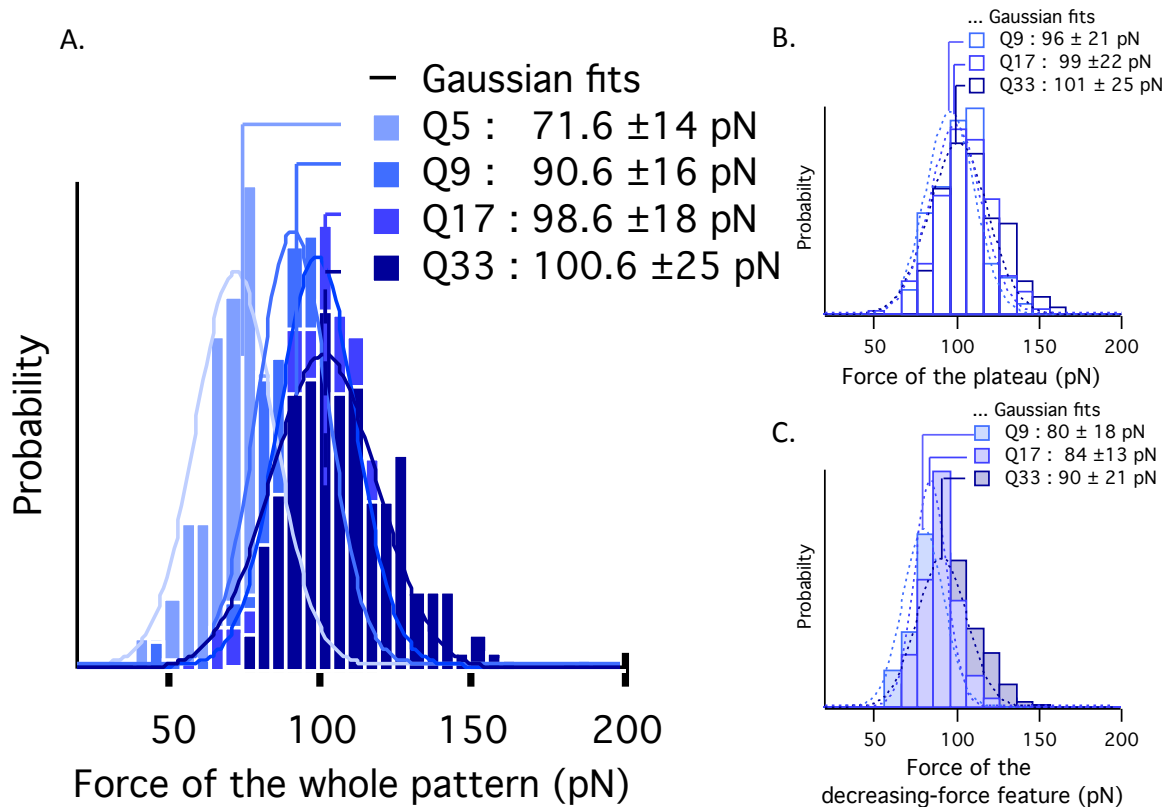 A.
Gaussian fits
Q5 : 71.6 ±14 pN
Q9 : 90.6 ±16 pN
Q17 : 98.6 ±18 pN
Q33 : 100.6 ±25 pN
Probability
50 100 150 200
Force of the whole pattern (pN)
B.
... Gaussian fits
Q9 : 96 ± 21 pN
Q17 : 99 ±22 pN
Q33 : 101 ± 25 pN
Probabilty
50 100 150 200
Force of the plateau (pN)
C.
... Gaussian fits
Q9 : 80 ± 18 pN
Q17 : 84 ±13 pN
Q33 : 90 ± 21 pN
Probability
50 100 150 200
Force of the
decreasing-force feature (pN)